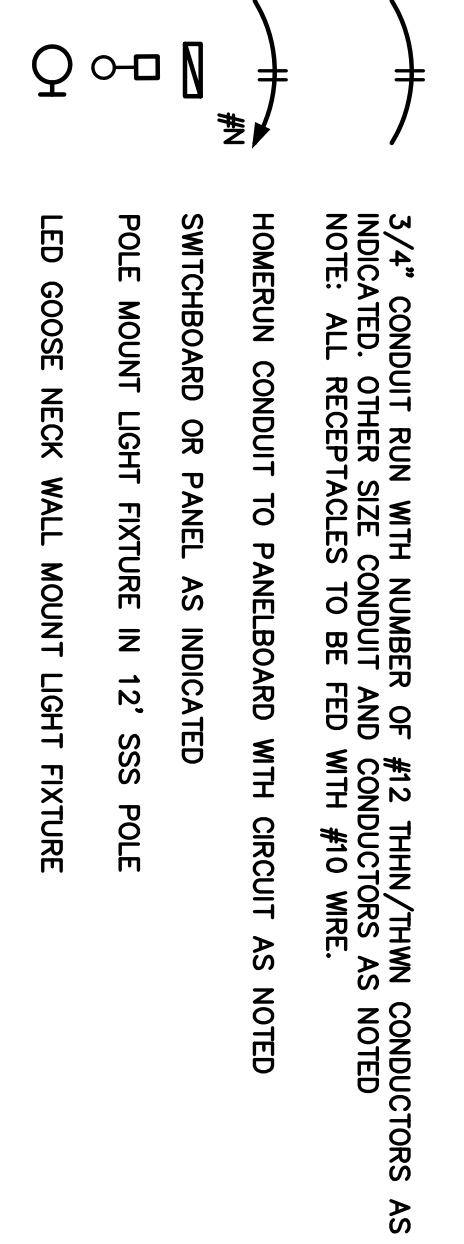 3/4" CONDUIT RUN WITH NUMBER OF #12 THHN/THWN CONDUCTORS AS
INDICATED. OTHER SIZE CONDUIT AND CONDUCTORS AS NOTED
NOTE: ALL RECEPTACLES TO BE FED WITH #10 WIRE.
#N
HOMERUN CONDUIT TO PANELBOARD WITH CIRCUIT AS NOTED
SWITCHBOARD OR PANEL AS INDICATED
POLE MOUNT LIGHT FIXTURE IN 12' SSS POLE
LED GOOSE NECK WALL MOUNT LIGHT FIXTURE